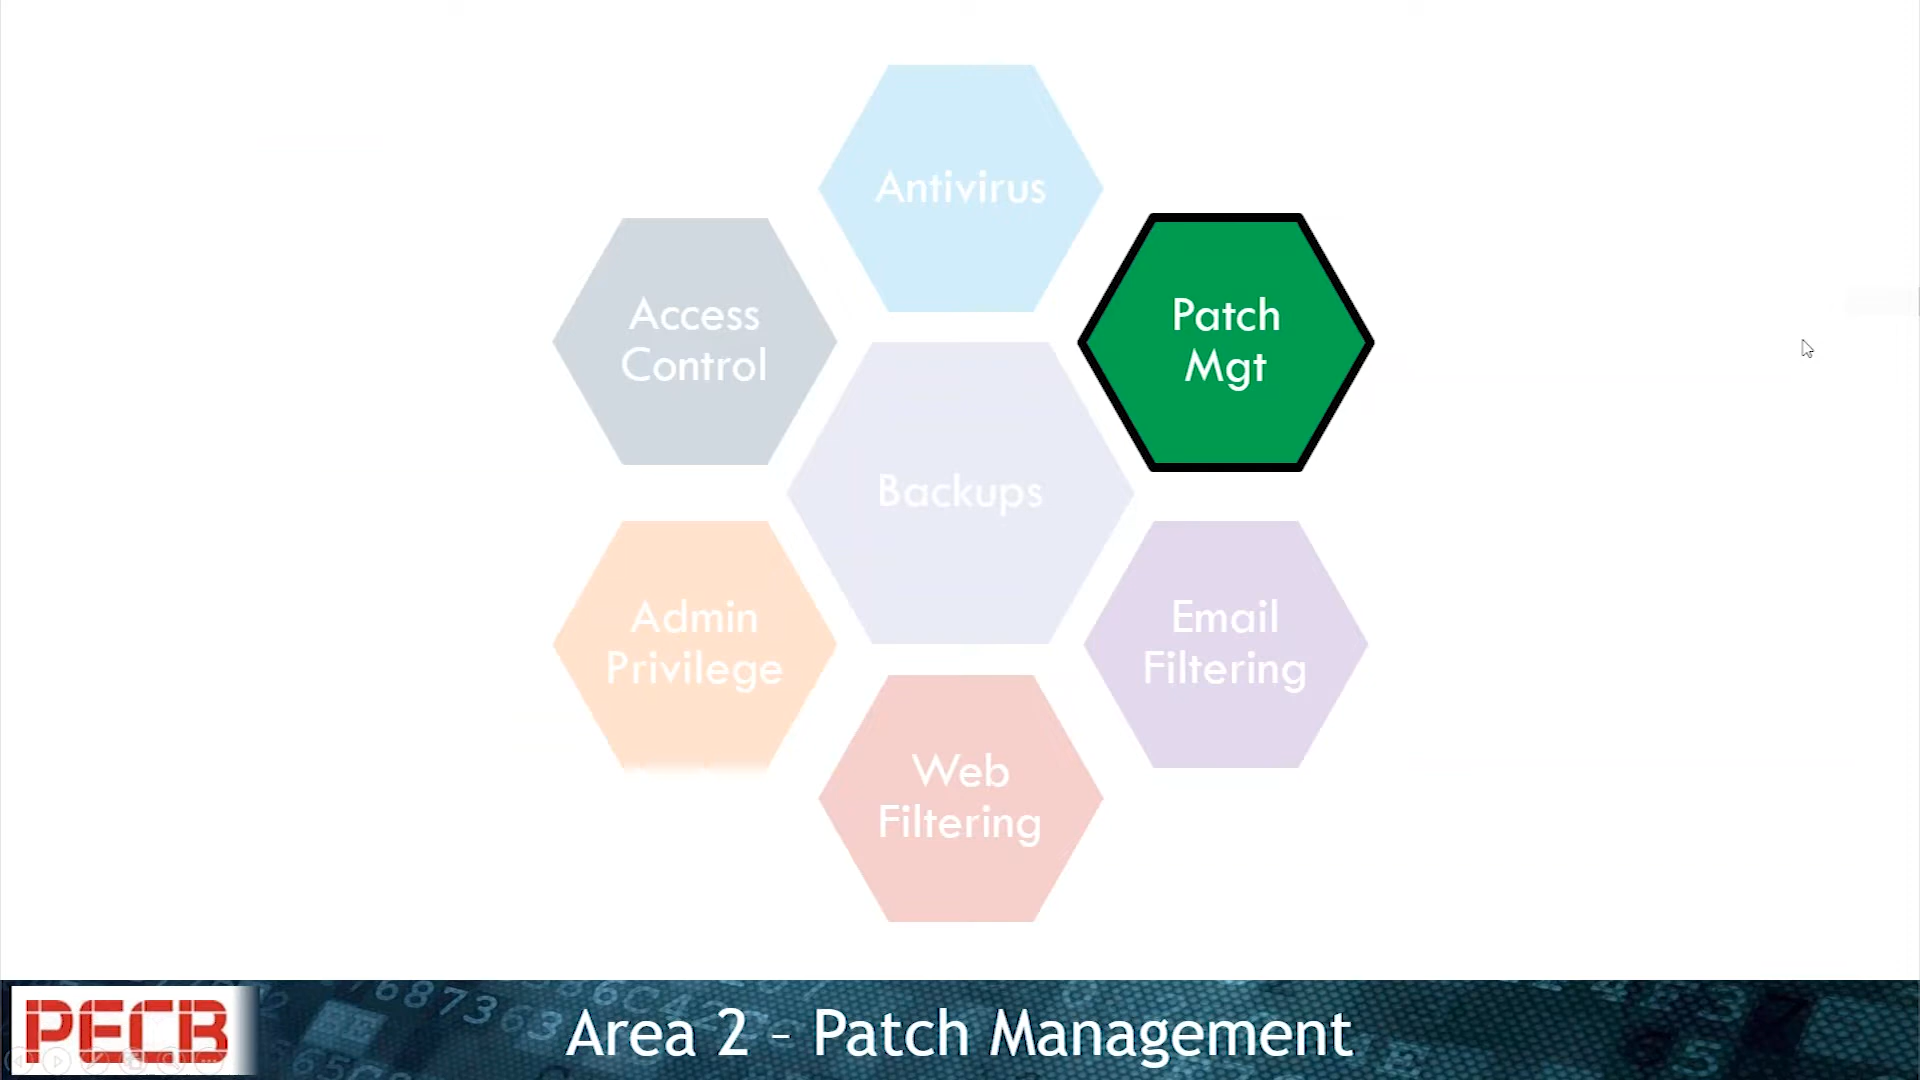 Antivirus
Access
Control
Patch
Mgt
Backups
Admin
Privilege
Email
Filtering
Web
Filtering
PECB
Area 2 – Patch Management